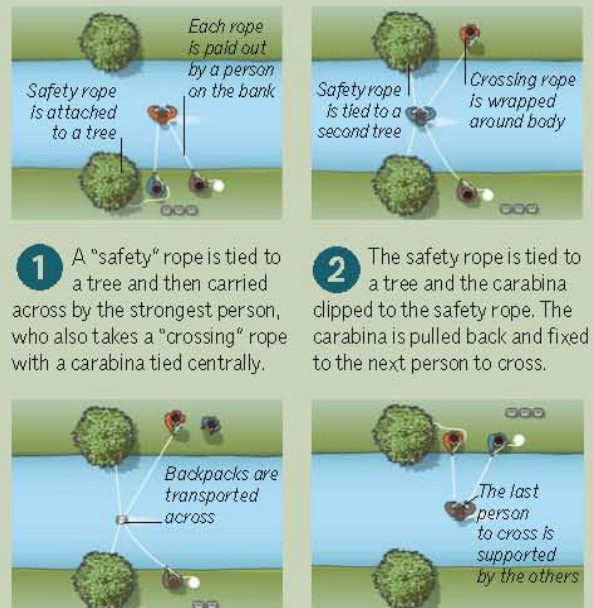 Each rope
is paid out
by a person
on the bank
Safety rope
is attached
to a tree
Safety rope
is tied to a
second tree
Crossing rope
is wrapped
around body
1 A "safety" rope is tied to
a tree and then carried
across by the strongest person,
who also takes a "crossing" rope
with a carabina tied centrally.
2 The safety rope is tied to
a tree and the carabina
clipped to the safety rope. The
carabina is pulled back and fixed
to the next person to cross.
Backpacks are
transported
across
The last
person
to cross is
supported
by the others